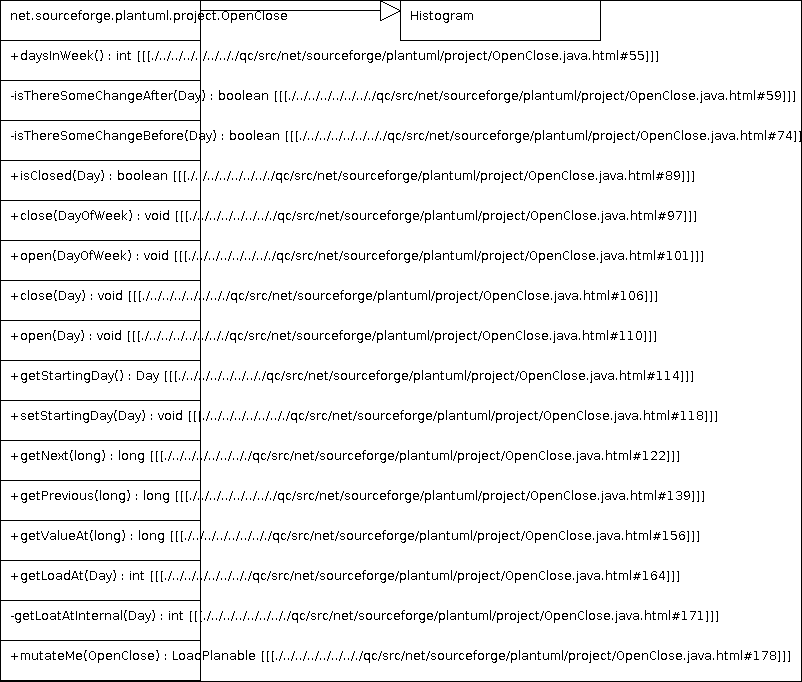 net.sourceforge.plantuml.project.OpenClose
Histogram
+daysInWeek() : int [[[./../../../../../../qc/src/net/sourceforge/plantuml/project/OpenClose.java.html#55]]]
-isThereSomeChangeAfter(Day) : boolean [[[./../../../../../../qc/src/net/sourceforge/plantuml/project/OpenClose.java.html#59]]]
-isThereSomeChangeBefore(Day) : boolean [[[./../../../../../../qc/src/net/sourceforge/plantuml/project/OpenClose.java.html#74]]
+isClosed(Day) : boolean [[[./../../../../../../qc/src/net/sourceforge/plantuml/project/OpenClose.java.html#89]]]
+close(DayOfWeek) : void [[[./../../../../../../qc/src/net/sourceforge/plantuml/project/OpenClose.java.html#97]]]
+open(DayOfWeek) : void [[[./../../../../../../qc/src/net/sourceforge/plantuml/project/OpenClose.java.html#101]]]
+close(Day) : void [[[./../../../../../../qc/src/net/sourceforge/plantuml/project/OpenClose.java.html#106]]]
+open(Day) : void [[[./../../../../../../qc/src/net/sourceforge/plantuml/project/OpenClose.java.html#110]]]
+getStartingDay() : Day [[[./../../../../../../qc/src/net/sourceforge/plantuml/project/OpenClose.java.html#114]]]
+setStartingDay(Day) : void [[[./../../../../../../qc/src/net/sourceforge/plantuml/project/OpenClose.java.html#118]]]
+getNext(long) : long [[[./../../../../../../qc/src/net/sourceforge/plantuml/project/OpenClose.java.html#122]]]
+getPrevious(long) : long [[[./../../../../../../qc/src/net/sourceforge/plantuml/project/OpenClose.java.html#139]]]
+getValueAt(long) : long [[[./../../../../../../qc/src/net/sourceforge/plantuml/project/OpenClose.java.html#156]]]
+getLoadAt(Day) : int [[[./../../../../../../qc/src/net/sourceforge/plantuml/project/OpenClose.java.html#164]]]
-getLoatAtInternal(Day) : int [[[./../../../../../../qc/src/net/sourceforge/plantuml/project/OpenClose.java.html#171]]]
+mutateMe(OpenClose) : LoadPlanable [[[./../../../../../../qc/src/net/sourceforge/plantuml/project/OpenClose.java.html#178]]]